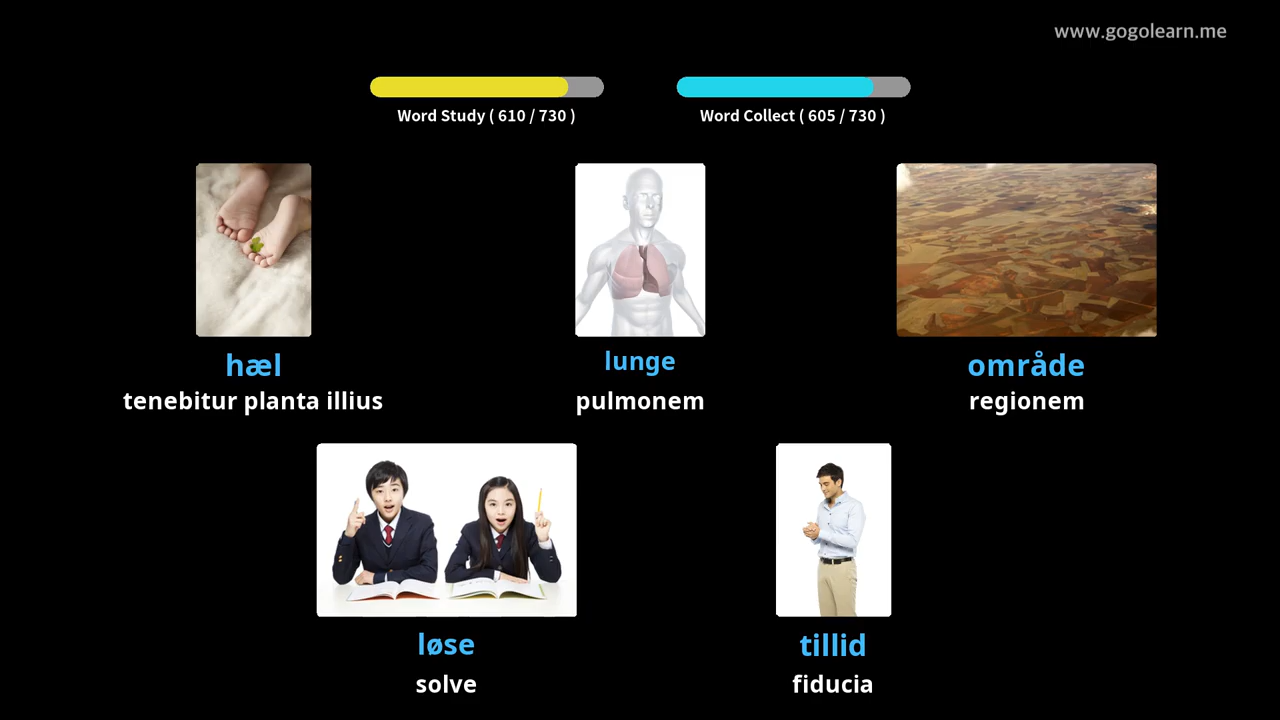 www.gogolearn.me
Word Study ( 610 / 730 )
Word Collect ( 605 / 730 )
hæl
tenebitur planta illius
lunge
pulmonem
område
regionem
løse
solve
tillid
fiducia